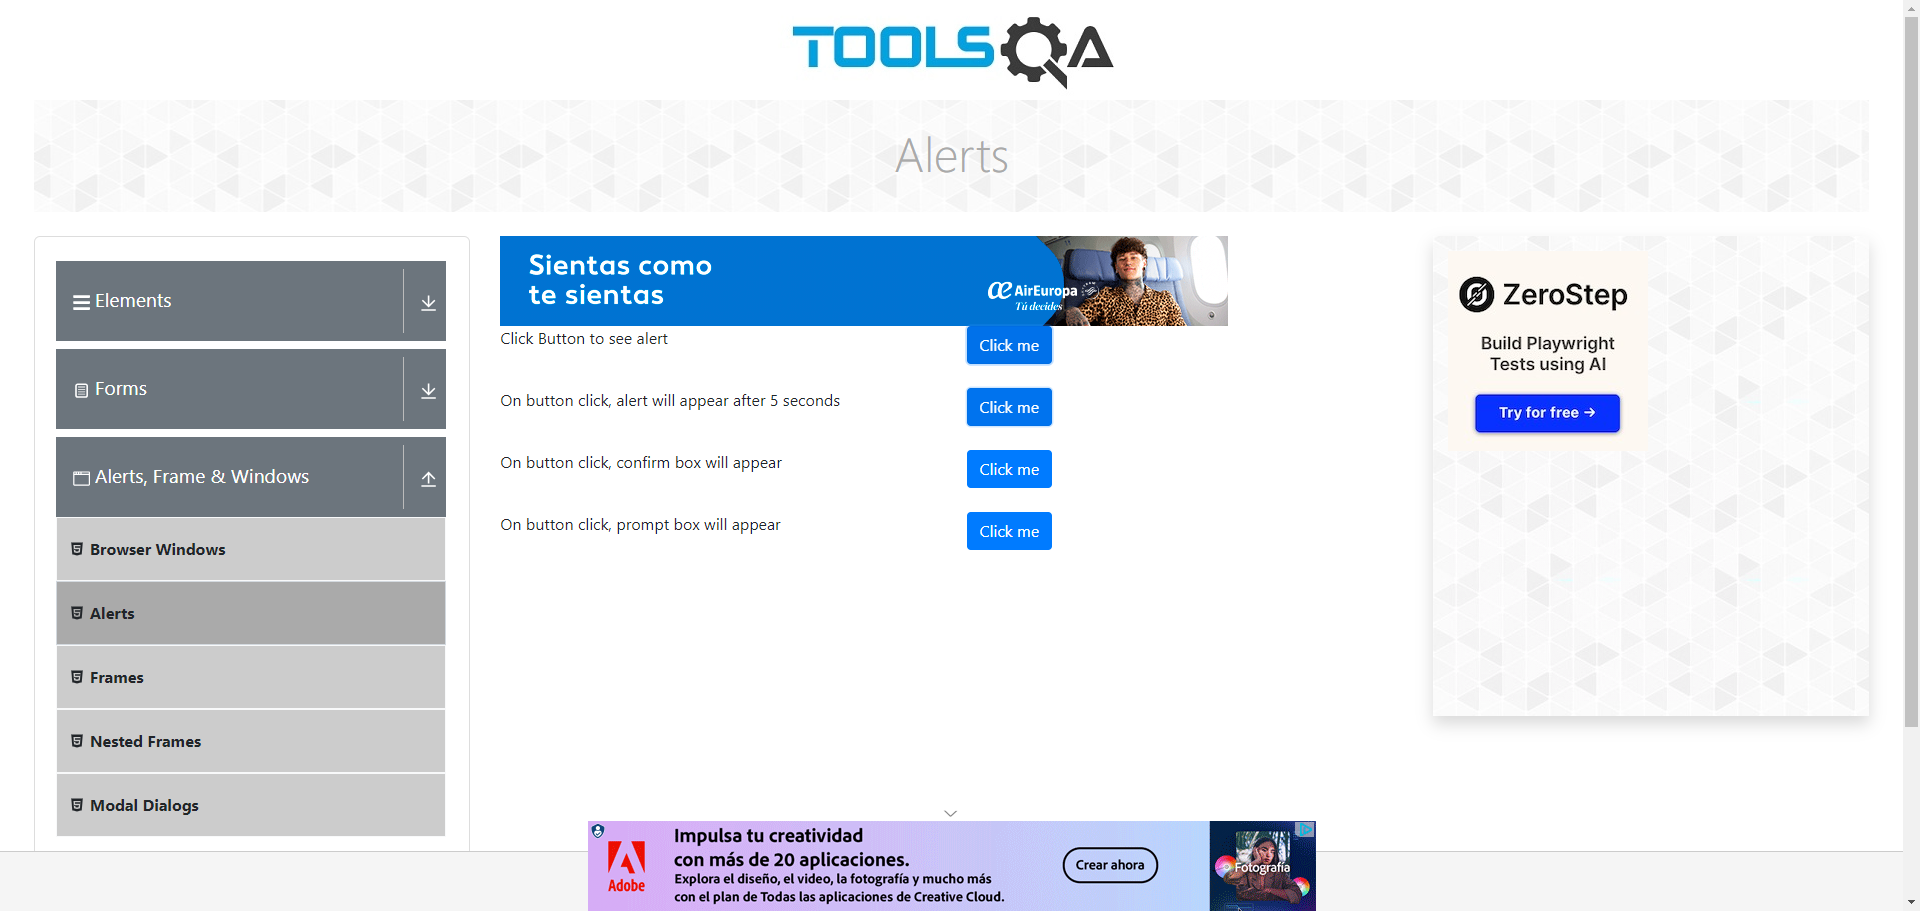 TOOLSQA
Alerts
Elements
Forms
Alerts, Frame & Windows
Browser Windows
Alerts
Frames
Nested Frames
Modal Dialogs
Sientas como
te sientas
AirEuropa
Tú decides
Click Button to see alert
Click me
On button click, alert will appear after 5 seconds
Click me
On button click, confirm box will appear
Click me
On button click, prompt box will appear
Click me
ZeroStep
Build Playwright
Tests using AI
Try for free →
Adobe
Impulsa tu creatividad
con más de 20 aplicaciones.
Explora el diseño, el video, la fotografía y mucho más
con el plan de Todas las aplicaciones de Creative Cloud.
Crear ahora
Fotografía